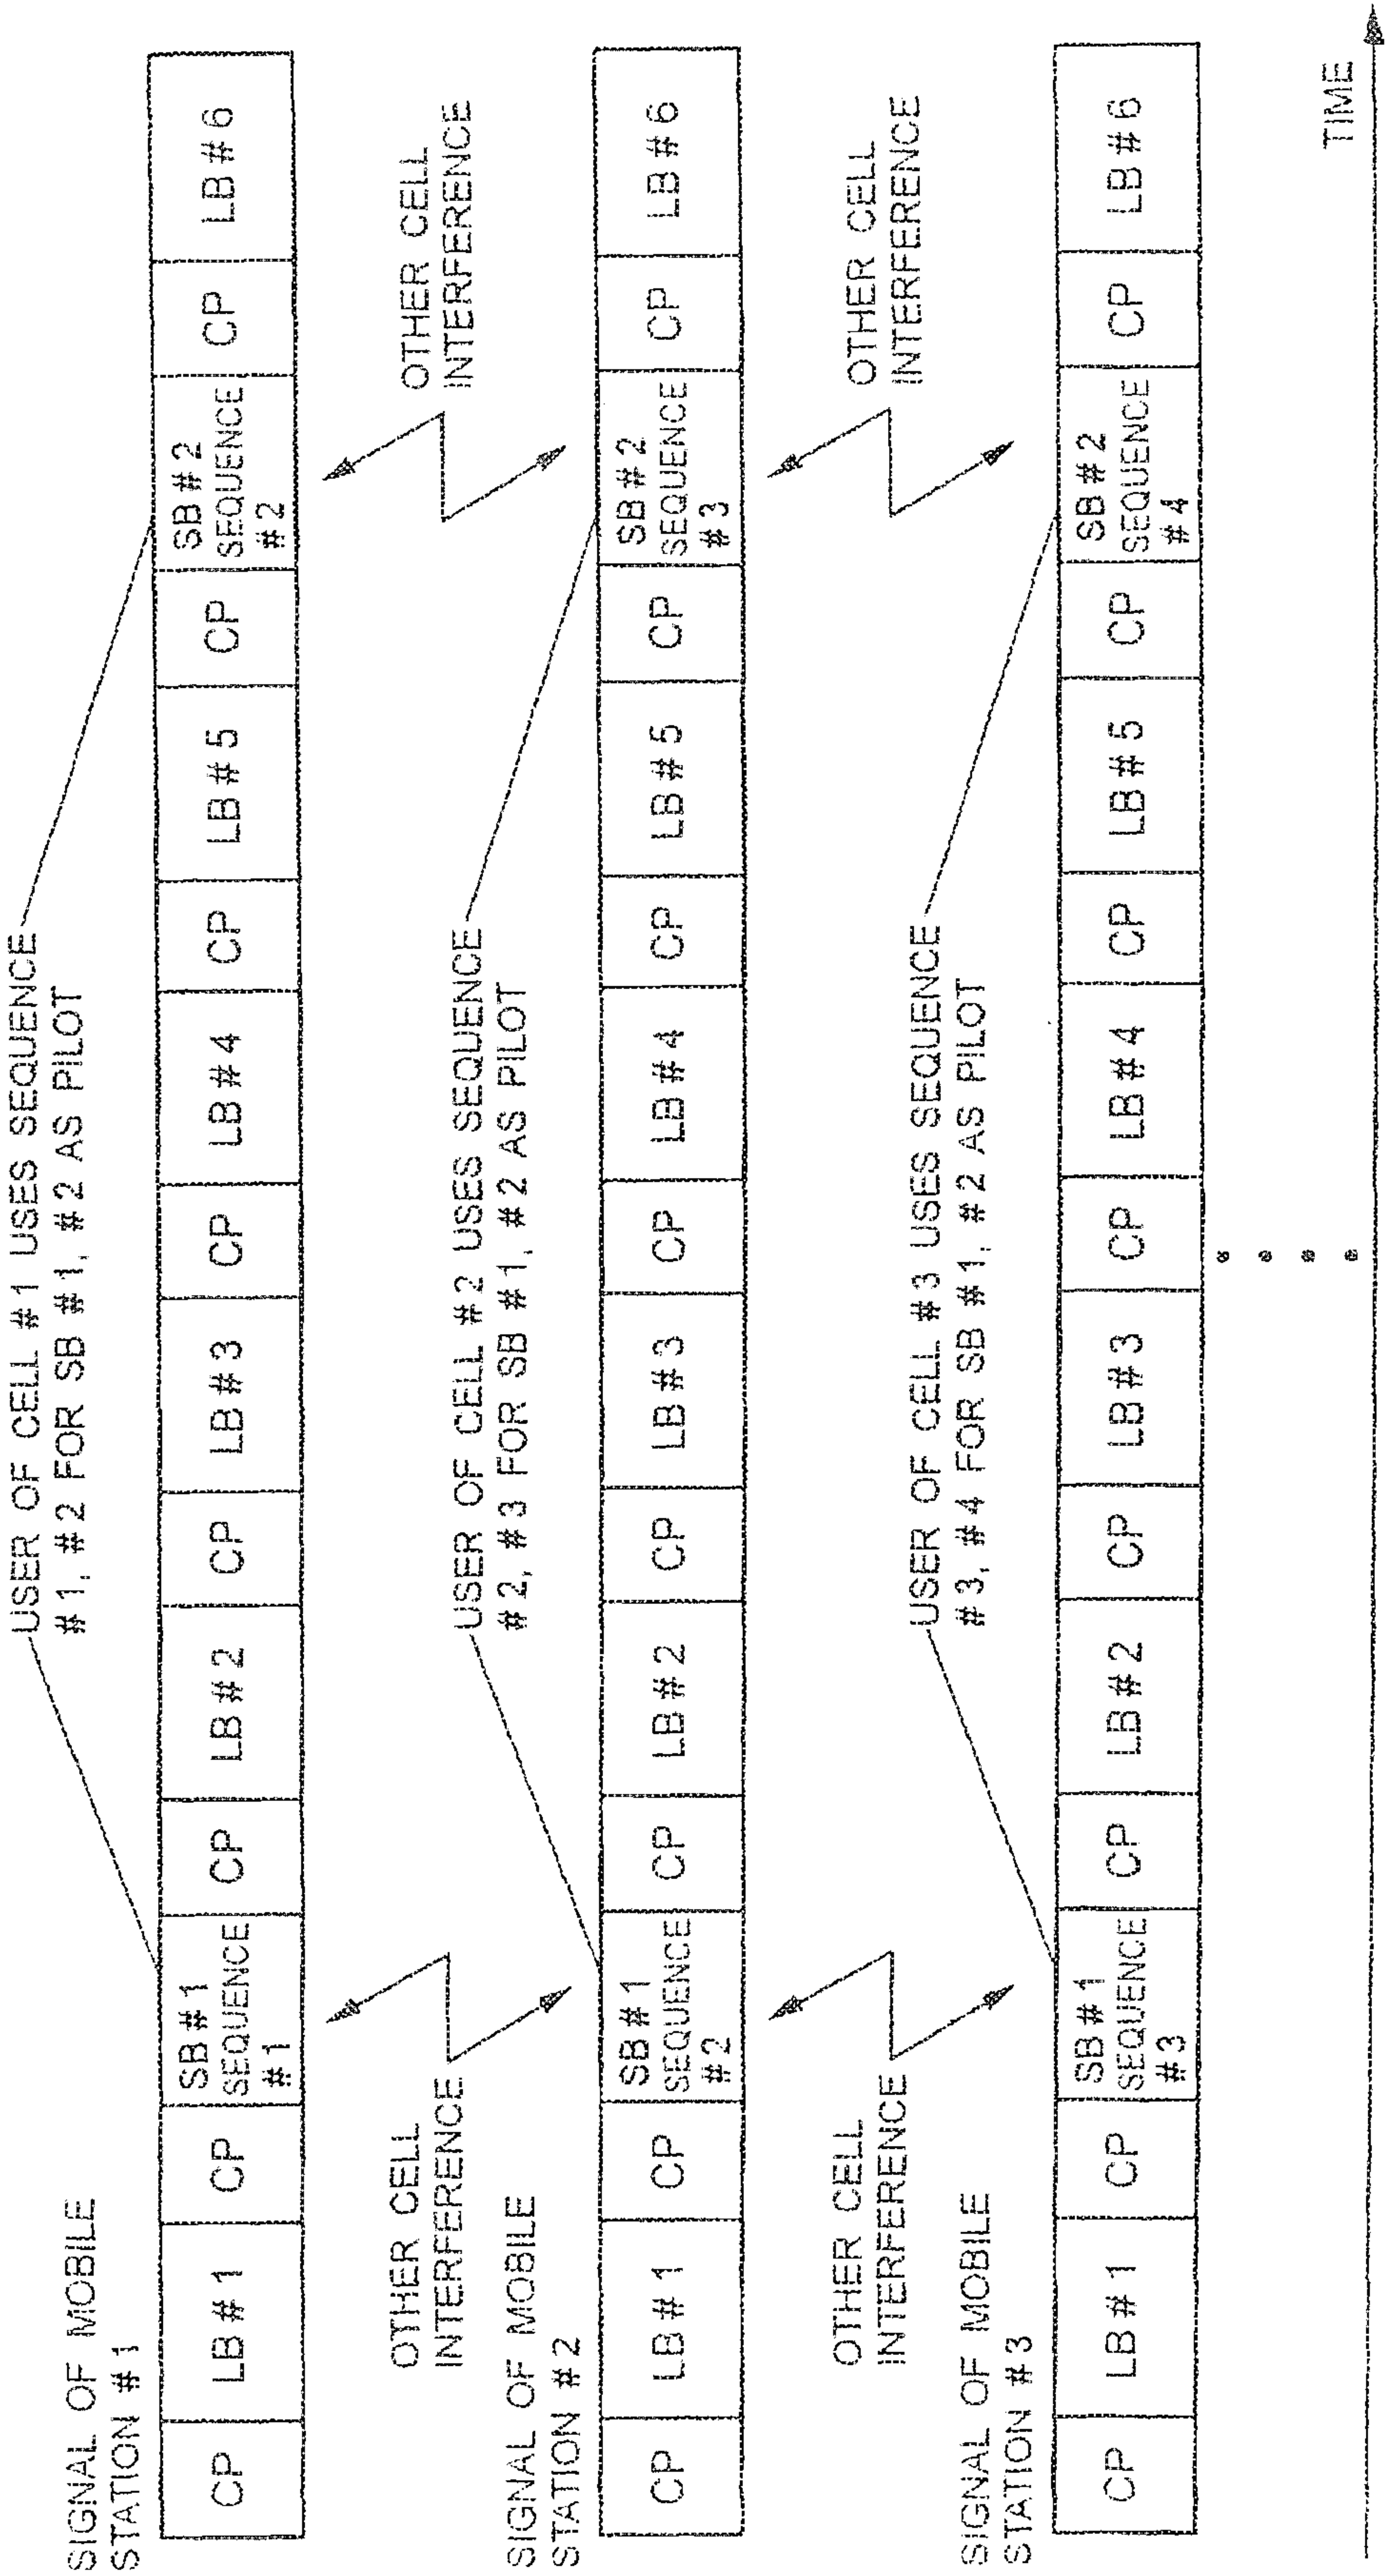 SIGNAL OF MOBILE
STATION #1
USER OF CELL #1 USES SEQUENCE
#1, #2 FOR SB #1, #2 AS PILOT
CP
LB#1
CP
SB#1
SEQUENCE
#1
CP
LB#2
CP
LB#3
CP
LB#4
CP
LB#5
CP
SB#2
SEQUENCE
#2
CP
LB#6
OTHER CELL
INTERFERENCE
OTHER CELL
INTERFERENCE
SIGNAL OF MOBILE
STATION #2
USER OF CELL #2 USES SEQUENCE
#2, #3 FOR SB #1, #2 AS PILOT
CP
LB#1
CP
SB#1
SEQUENCE
#2
CP
LB#2
CP
LB#3
CP
LB#4
CP
LB#5
CP
SB#2
SEQUENCE
#3
CP
LB#6
OTHER CELL
INTERFERENCE
OTHER CELL
INTERFERENCE
SIGNAL OF MOBILE
STATION #3
USER OF CELL #3 USES SEQUENCE
#3, #4 FOR SB #1, #2 AS PILOT
CP
LB#1
CP
SB#1
SEQUENCE
#3
CP
LB#2
CP
LB#3
CP
LB#4
CP
LB#5
CP
SB#2
SEQUENCE
#4
CP
LB#6
TIME